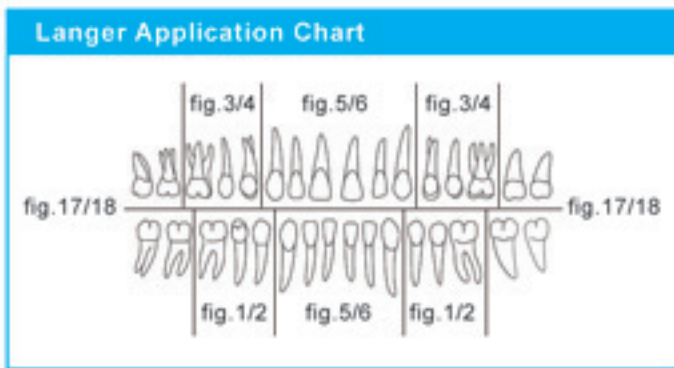 Langer Application Chart
fig.3/4 fig.5/6 fig.3/4
fig.17/18 fig.17/18
fig.1/2 fig.5/6 fig.1/2